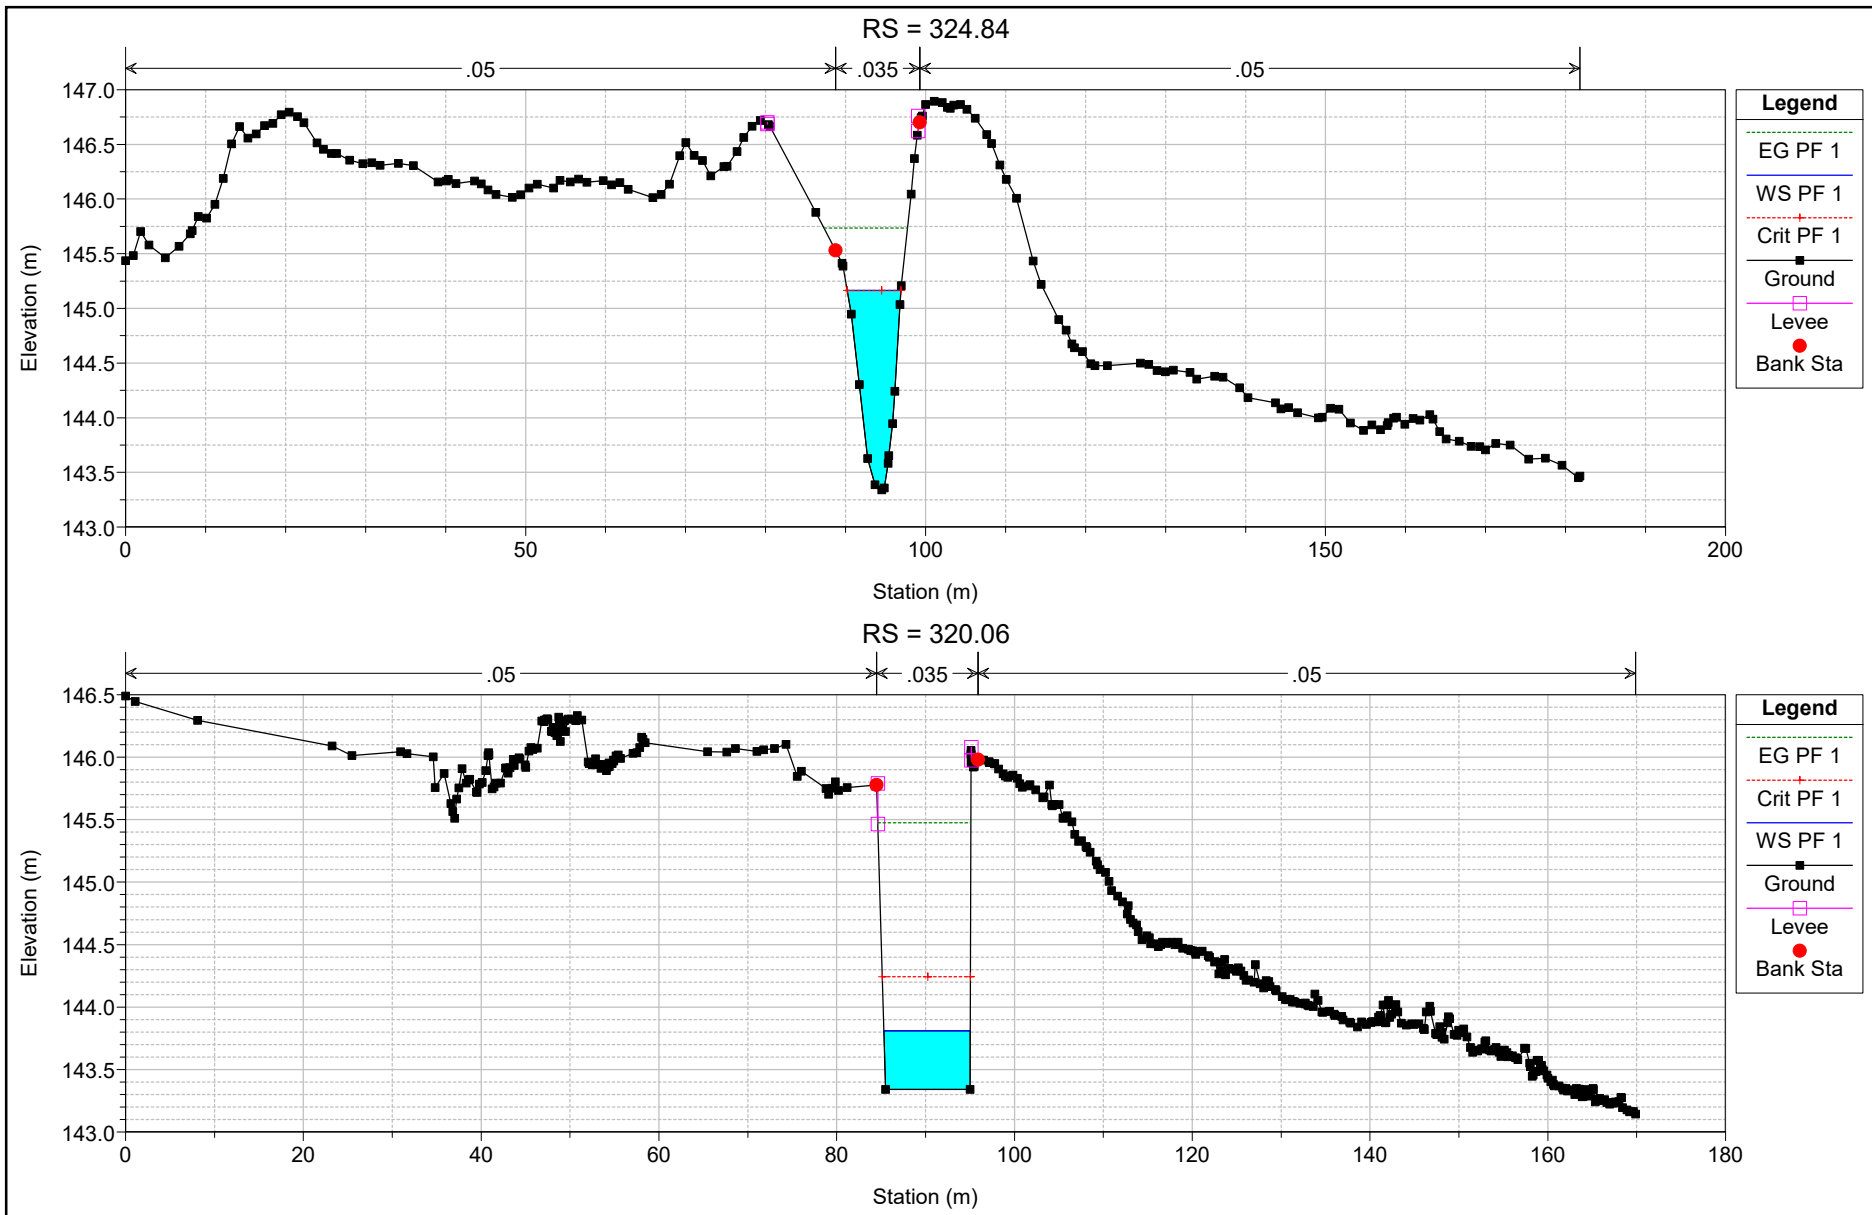 RS = 324.84
.05 .035 .05
147.0
146.5
146.0
145.5
145.0
144.5
144.0
143.5
143.0
0 50 100 150 200
Elevation (m)
Station (m)
Legend
EG PF 1
WS PF 1
Crit PF 1
Ground
Levee
Bank Sta
RS = 320.06
.05 .035 .05
146.5
146.0
145.5
145.0
144.5
144.0
143.5
143.0
0 20 40 60 80 100 120 140 160 180
Elevation (m)
Station (m)
Legend
EG PF 1
Crit PF 1
WS PF 1
Ground
Levee
Bank Sta